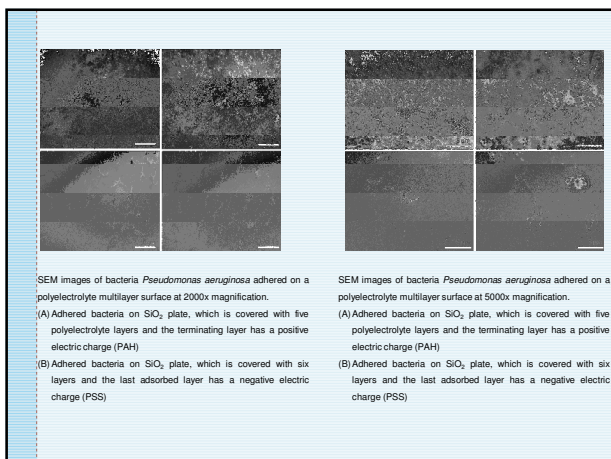 SEM images of bacteria Pseudomonas aeruginosa adhered on a
polyelectrolyte multilayer surface at 2000x magnification.
(A) Adhered bacteria on SiO₂ plate, which is covered with five
polyelectrolyte layers and the terminating layer has a positive
electric charge (PAH)
(B) Adhered bacteria on SiO₂ plate, which is covered with six
layers and the last adsorbed layer has a negative electric
charge (PSS)
SEM images of bacteria Pseudomonas aeruginosa adhered on a
polyelectrolyte multilayer surface at 5000x magnification.
(A) Adhered bacteria on SiO₂ plate, which is covered with five
polyelectrolyte layers and the terminating layer has a positive
electric charge (PAH)
(B) Adhered bacteria on SiO₂ plate, which is covered with six
layers and the last adsorbed layer has a negative electric
charge (PSS)